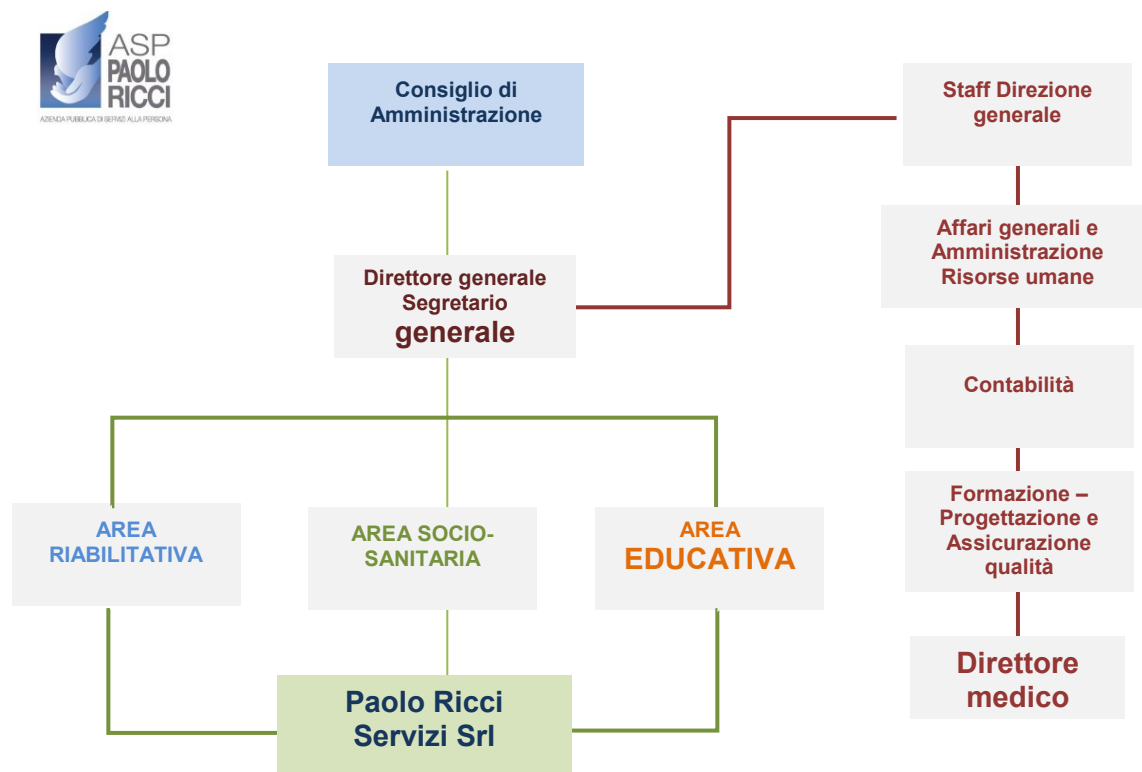 ASP
PAOLO
RICCI
AZIENDA PUBBLICA DI SERVIZI ALLA PERSONA
Consiglio di
Amministrazione
Staff Direzione
generale
Affari generali e
Amministrazione
Risorse umane
Direttore generale
Segretario
generale
Contabilità
Formazione –
Progettazione e
Assicurazione
qualità
AREA
RIABILITATIVA
AREA SOCIO-
SANITARIA
AREA
EDUCATIVA
Direttore
medico
Paolo Ricci
Servizi Srl